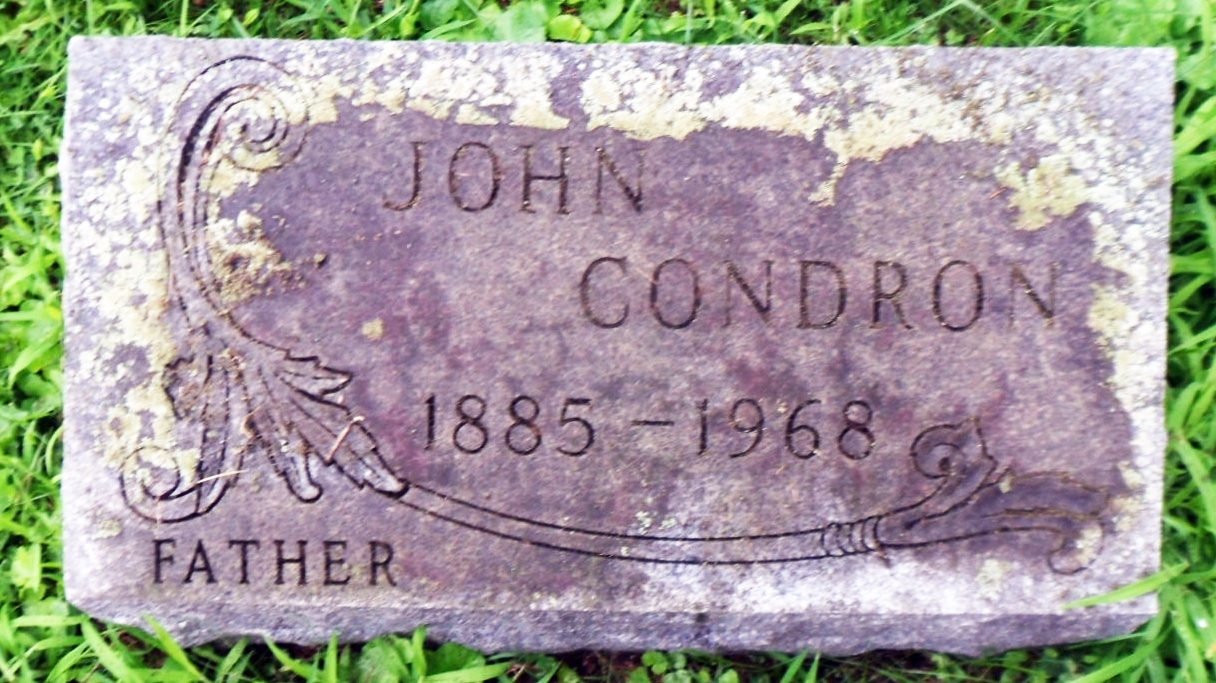 JOHN
CONDRON
1885 – 1968
FATHER